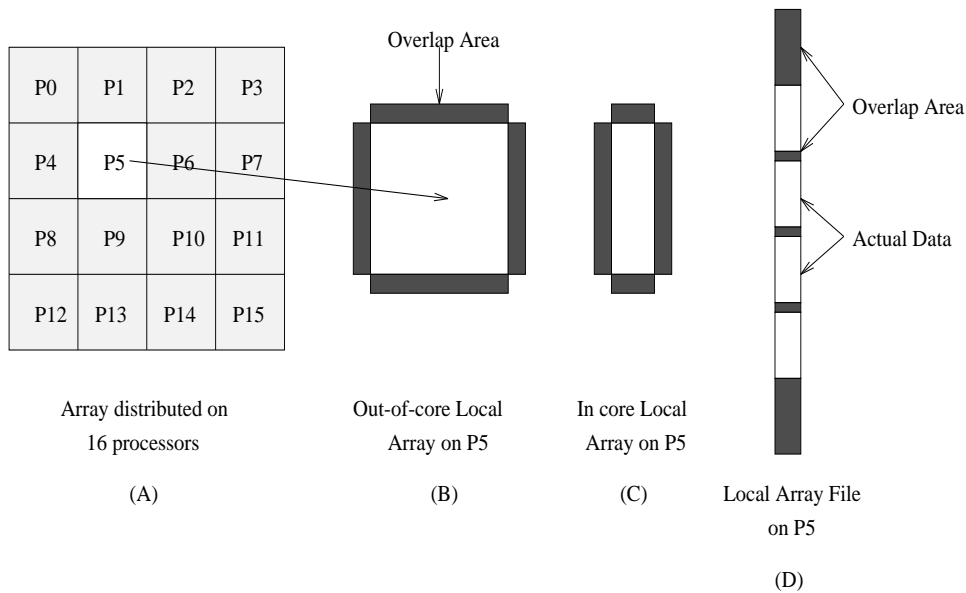 Overlap Area
P0 P1 P2 P3
P4 P5 P6 P7
P8 P9 P10 P11
P12 P13 P14 P15
Overlap Area
Actual Data
Array distributed on
16 processors
(A)
Out-of-core Local
Array on P5
(B)
In core Local
Array on P5
(C)
Local Array File
on P5
(D)